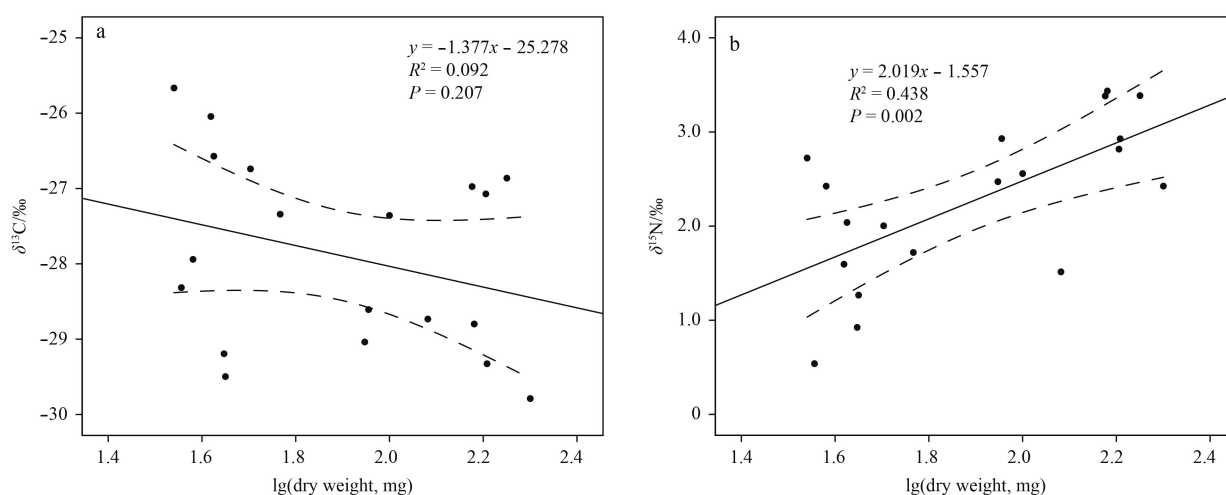 a
y = −1.377x − 25.278
R² = 0.092
P = 0.207
−25
−26
−27
−28
−29
−30
δ¹³C/‰
1.4 1.6 1.8 2.0 2.2 2.4
lg(dry weight, mg)
b
y = 2.019x − 1.557
R² = 0.438
P = 0.002
4.0
3.0
2.0
1.0
0
δ¹⁵N/‰
1.4 1.6 1.8 2.0 2.2 2.4
lg(dry weight, mg)